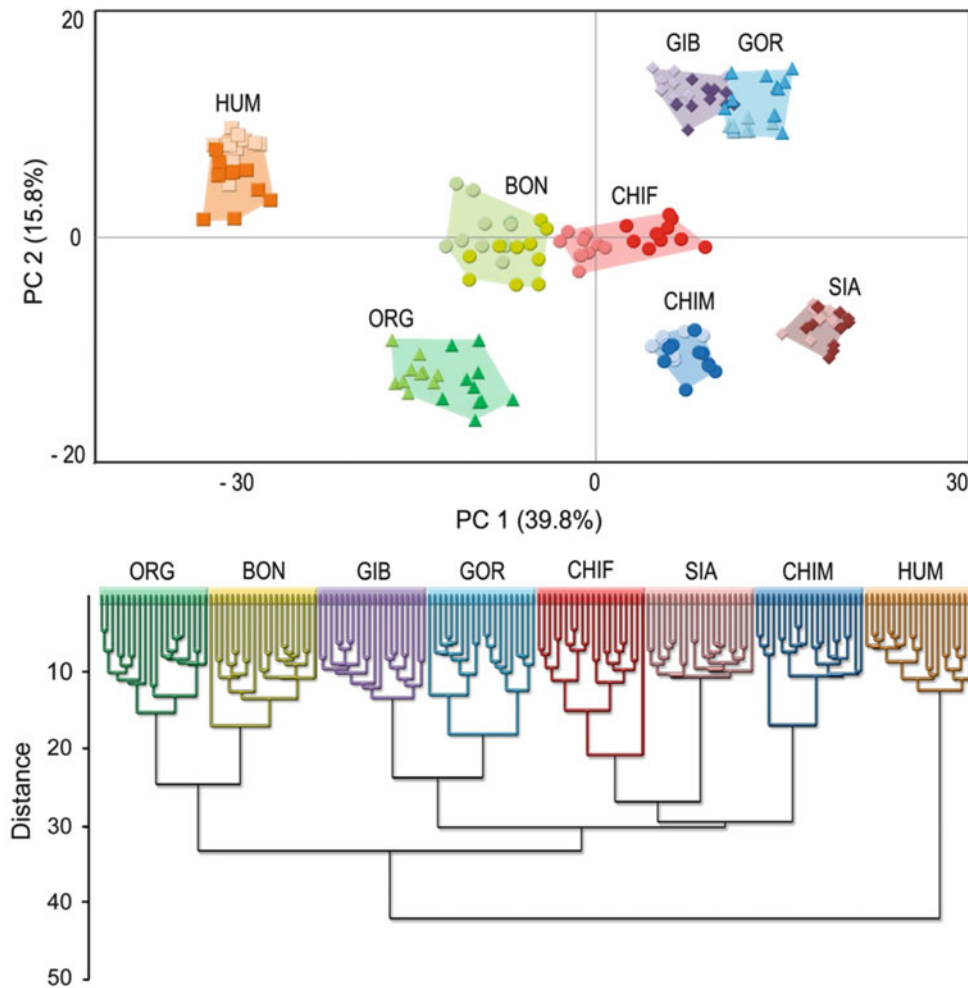 20
GIB GOR
HUM
BON CHIF
0
PC 2 (15.8%)
SIA
CHIM
ORG
- 20
- 30 0 30
PC 1 (39.8%)
ORG BON GIB GOR CHIF SIA CHIM HUM
10
20
30
40
50
Distance